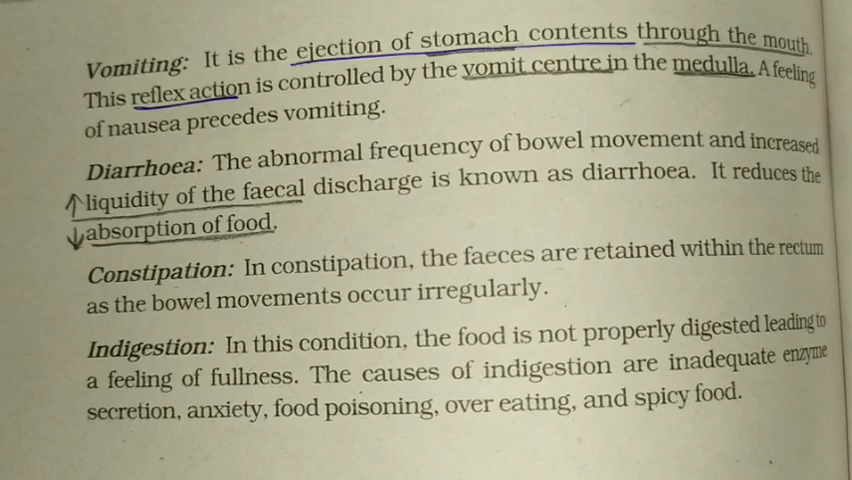 Vomiting: It is the ejection of stomach contents through the mouth.
This reflex action is controlled by the vomit centre in the medulla. A feeling
of nausea precedes vomiting.
Diarrhoea: The abnormal frequency of bowel movement and increased
↑liquidity of the faecal discharge is known as diarrhoea. It reduces the
↓absorption of food.
Constipation: In constipation, the faeces are retained within the rectum
as the bowel movements occur irregularly.
Indigestion: In this condition, the food is not properly digested leading to
a feeling of fullness. The causes of indigestion are inadequate enzyme
secretion, anxiety, food poisoning, over eating, and spicy food.